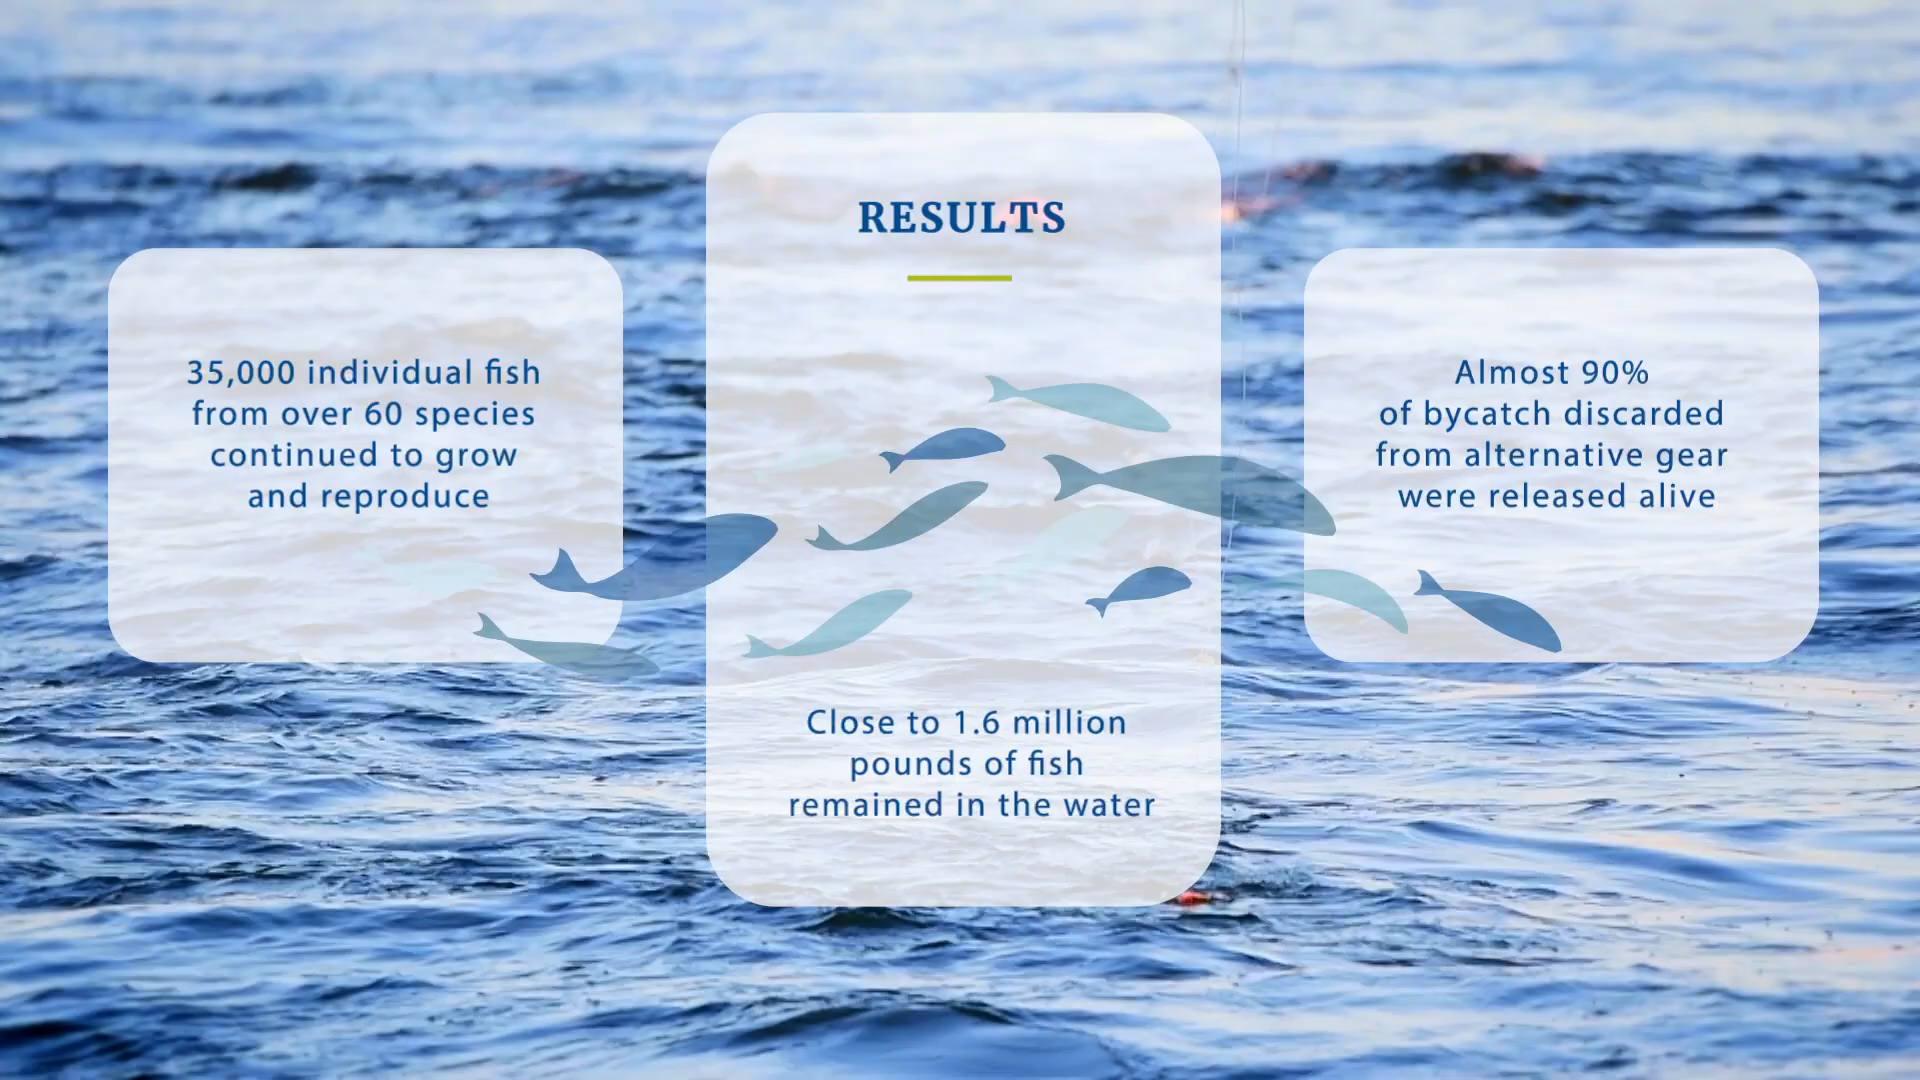 RESULTS
35,000 individual fish
from over 60 species
continued to grow
and reproduce
Close to 1.6 million
pounds of fish
remained in the water
Almost 90%
of bycatch discarded
from alternative gear
were released alive